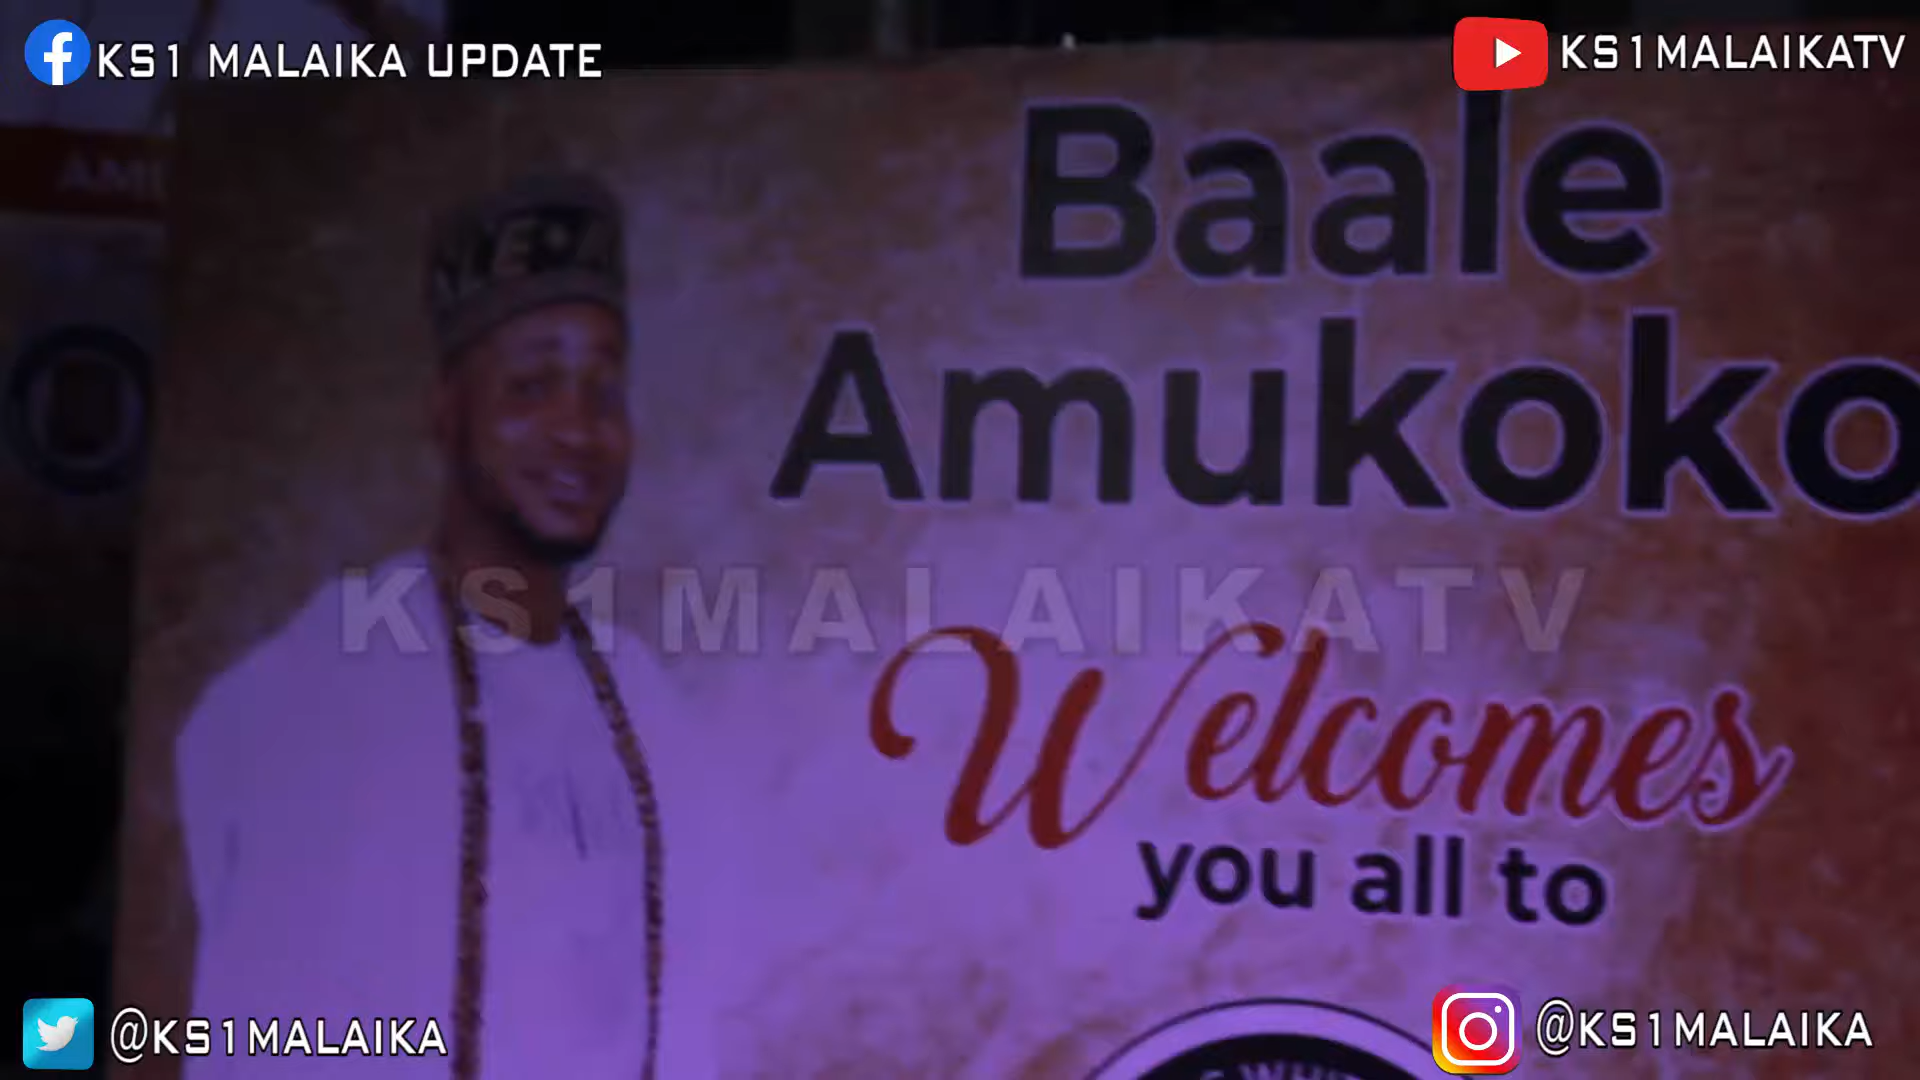 KS1 MALAIKA UPDATE
KS1MALAIKATV
Baale
Amukoko
KS1MALAIKATV
Welcomes
you all to
@KS1MALAIKA
@KS1MALAIKA